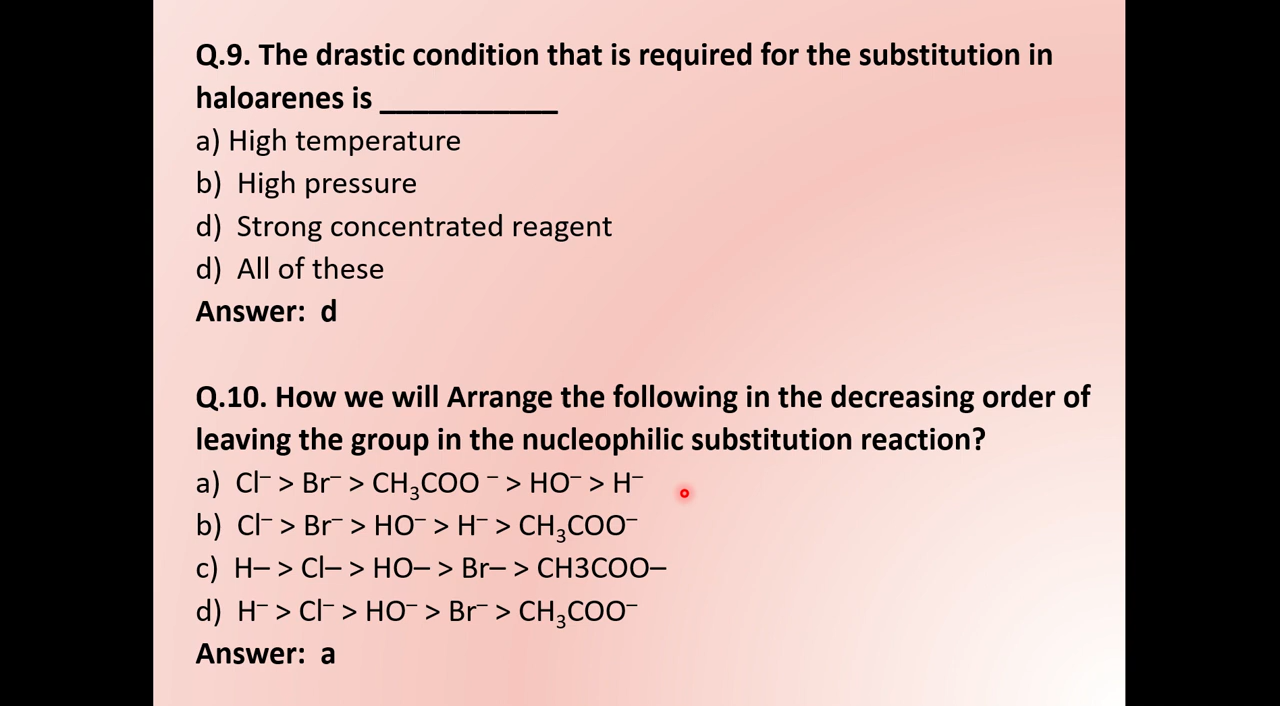 Q.9. The drastic condition that is required for the substitution in
haloarenes is ___________
a) High temperature
b) High pressure
d) Strong concentrated reagent
d) All of these
Answer: d
Q.10. How we will Arrange the following in the decreasing order of
leaving the group in the nucleophilic substitution reaction?
a) Cl⁻ > Br⁻ > CH₃COO ⁻ > HO⁻ > H⁻
b) Cl⁻ > Br⁻ > HO⁻ > H⁻ > CH₃COO⁻
c) H– > Cl– > HO– > Br– > CH3COO–
d) H⁻ > Cl⁻ > HO⁻ > Br⁻ > CH₃COO⁻
Answer: a